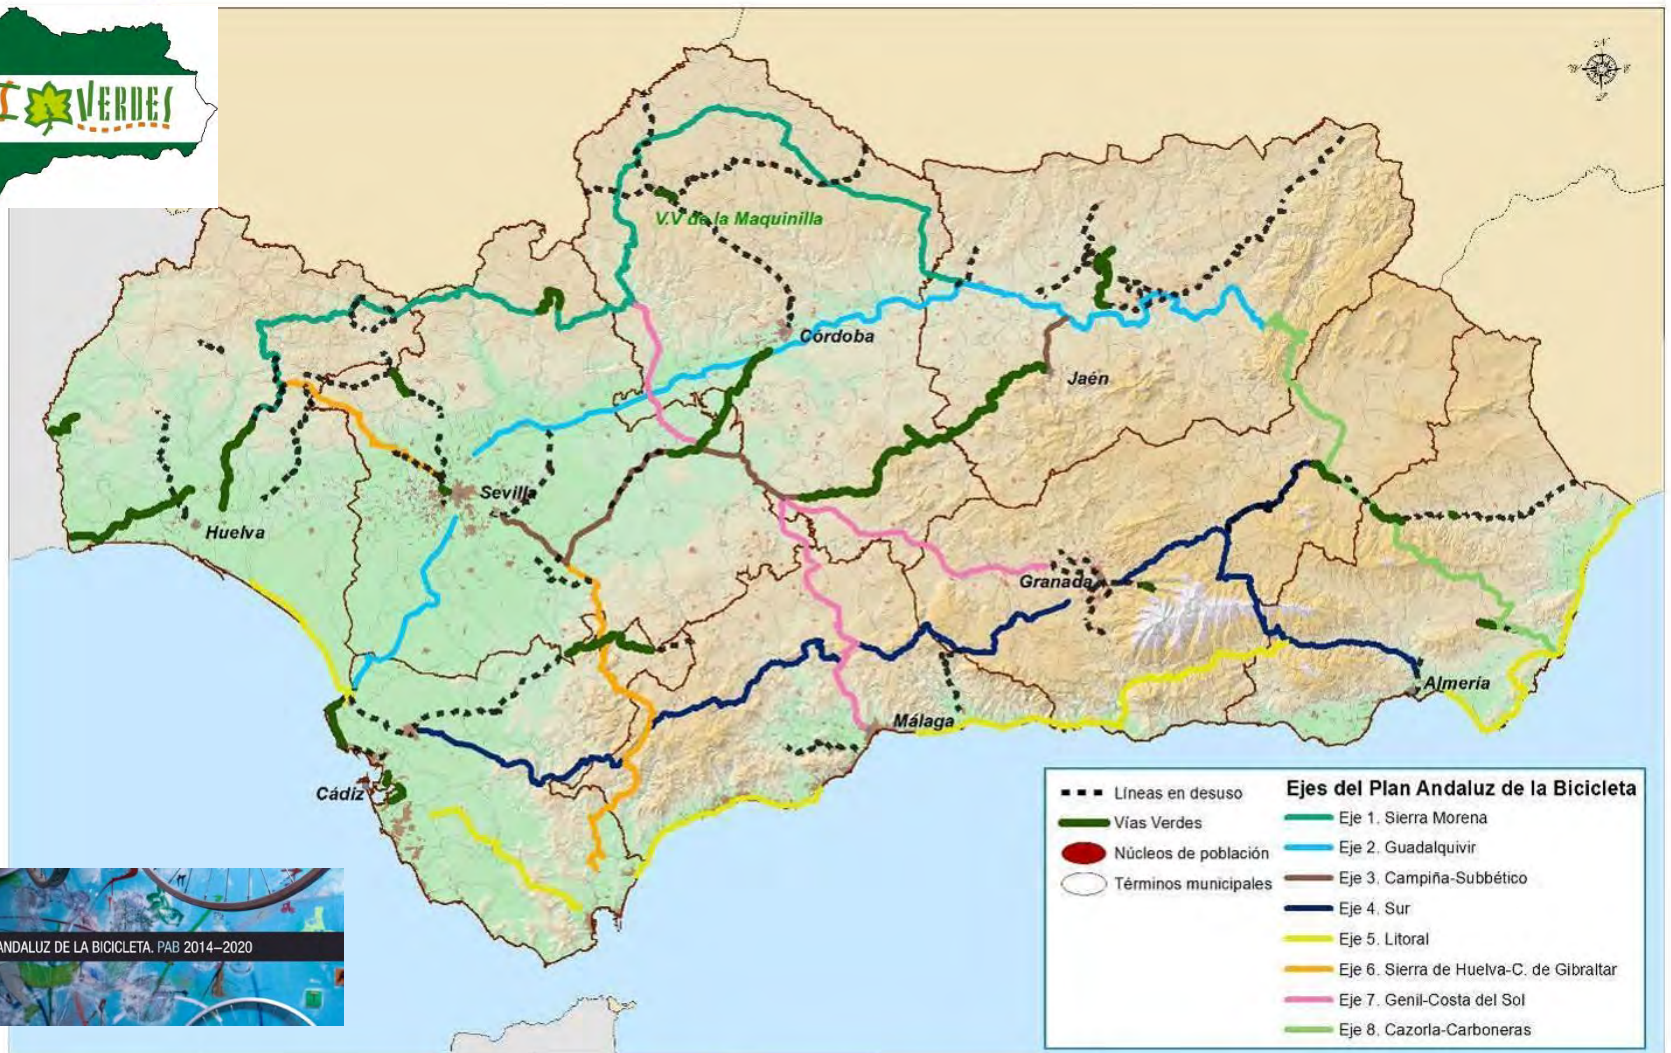 VERDES
V.V de la Maquinilla
Córdoba
Jaén
Sevilla
Huelva
Granada
Almería
Málaga
Cádiz
Líneas en desuso
Vías Verdes
Núcleos de población
Términos municipales
Ejes del Plan Andaluz de la Bicicleta
Eje 1. Sierra Morena
Eje 2. Guadalquivir
Eje 3. Campiña-Subbético
Eje 4. Sur
Eje 5. Litoral
Eje 6. Sierra de Huelva-C. de Gibraltar
Eje 7. Genil-Costa del Sol
Eje 8. Cazorla-Carboneras
ANDALUZ DE LA BICICLETA. PAB 2014–2020